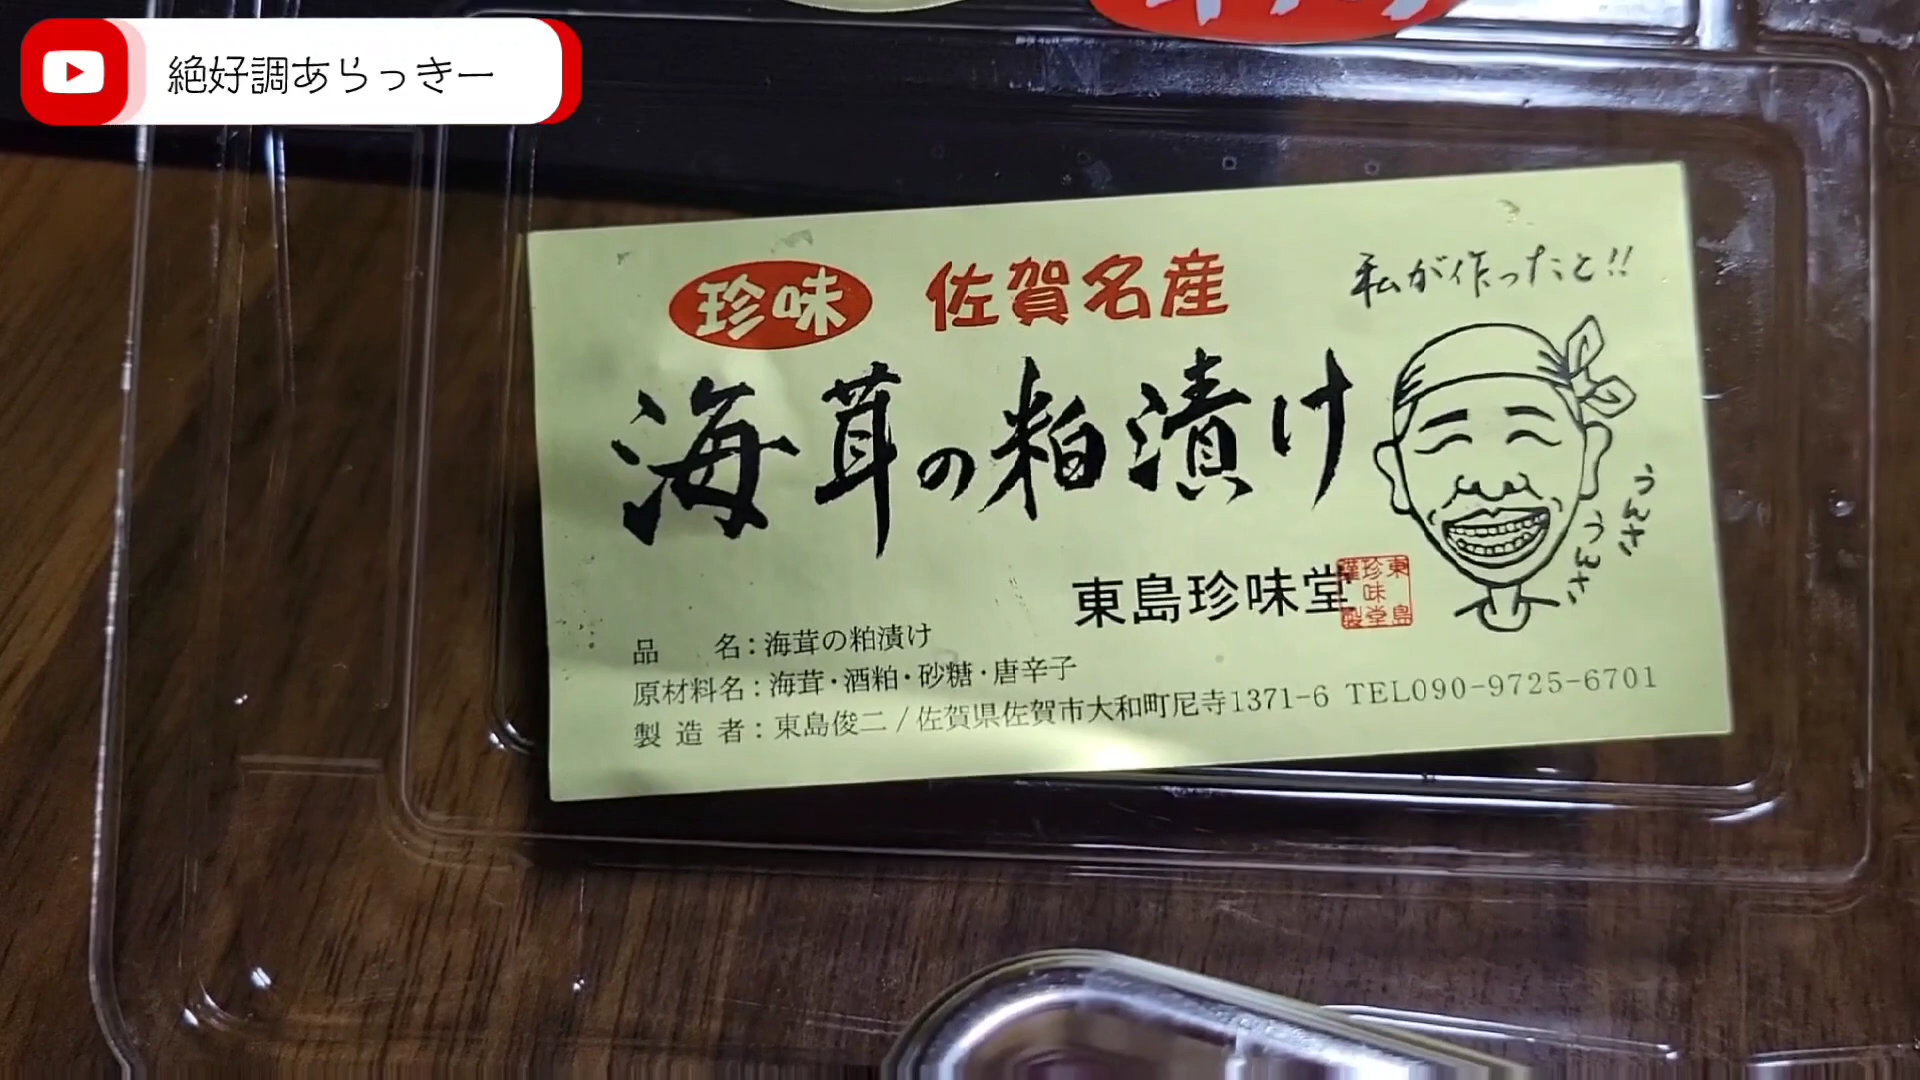 絶好調あらっきー
珍味 佐賀名産
私が作ったと!!
海茸の粕漬け
うんさ
うんさ
東島珍味堂
東島
珍味堂
謹製
品 名:海茸の粕漬け
原材料名:海茸・酒粕・砂糖・唐辛子
製造者:東島俊二/佐賀県佐賀市大和町尼寺1371-6 TEL090-9725-6701